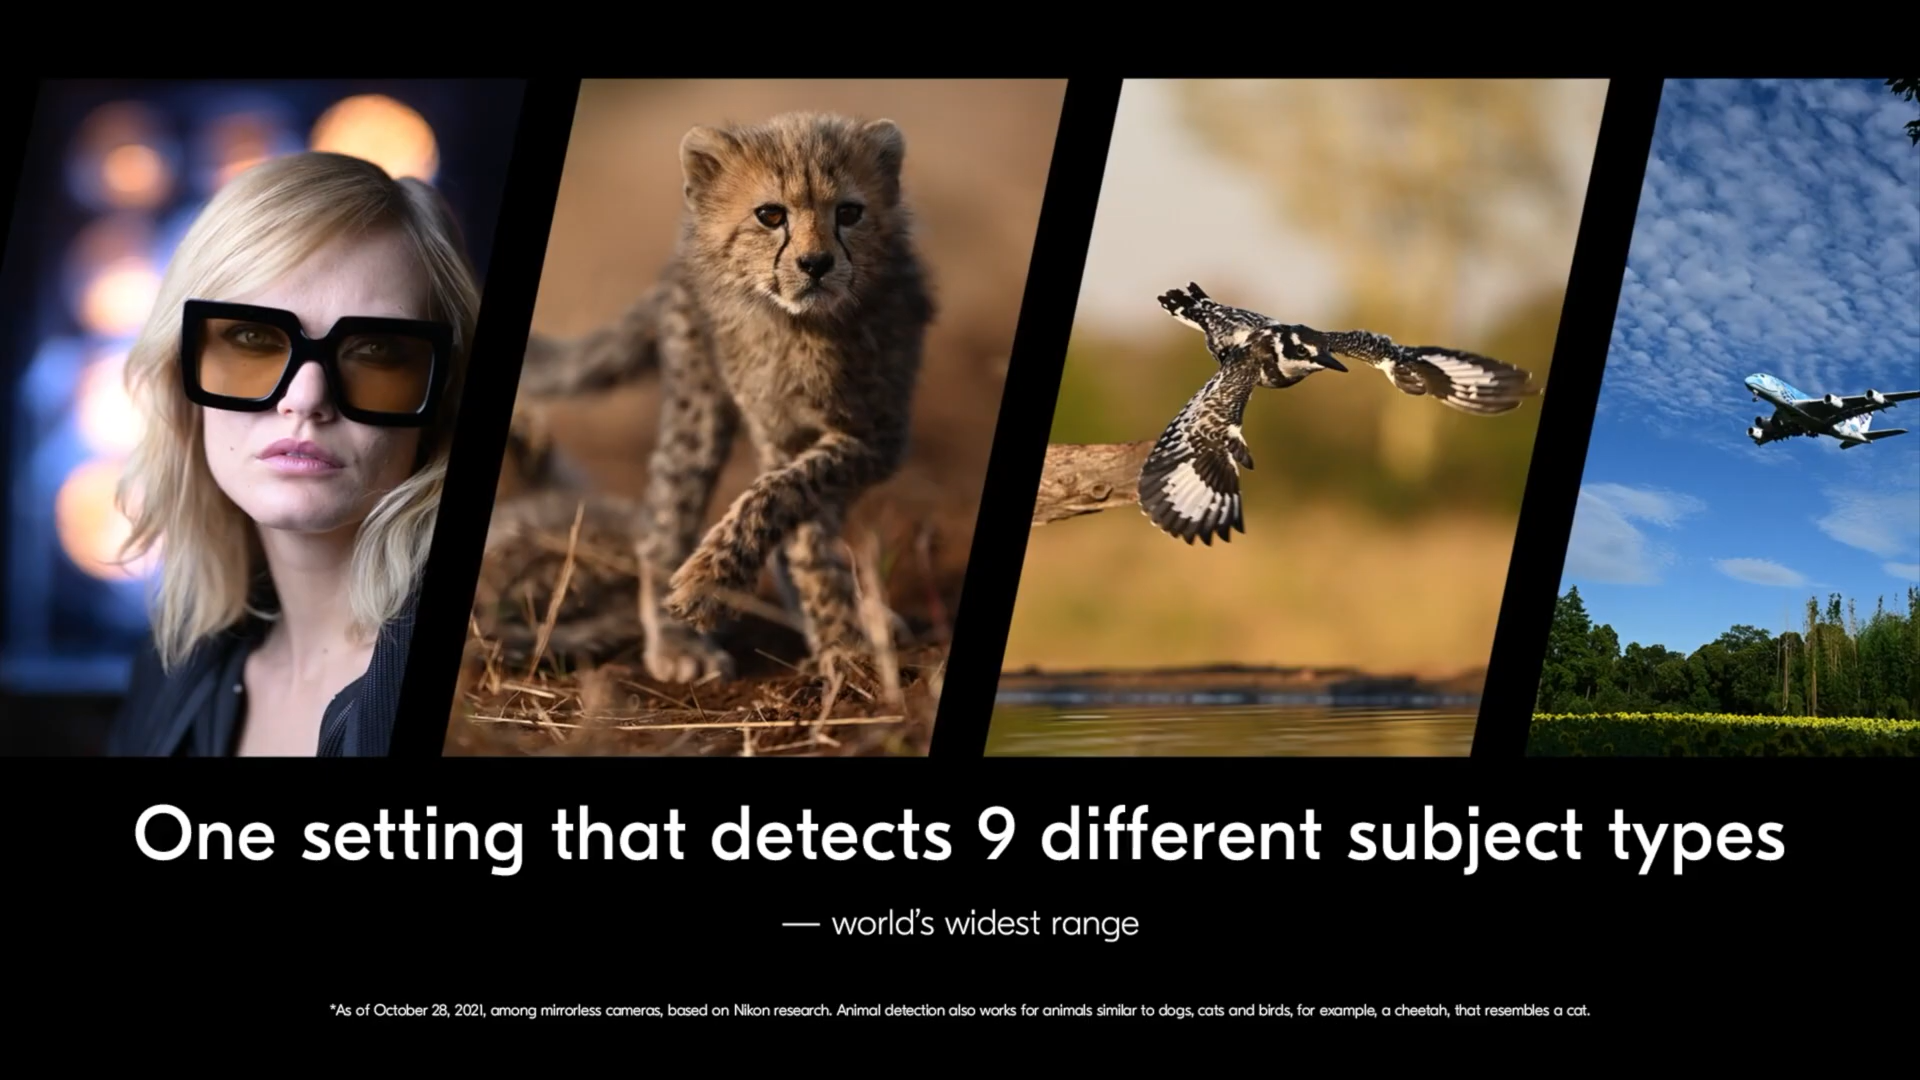 One setting that detects 9 different subject types
— world's widest range
*As of October 28, 2021, among mirrorless cameras, based on Nikon research. Animal detection also works for animals similar to dogs, cats and birds, for example, a cheetah, that resembles a cat.